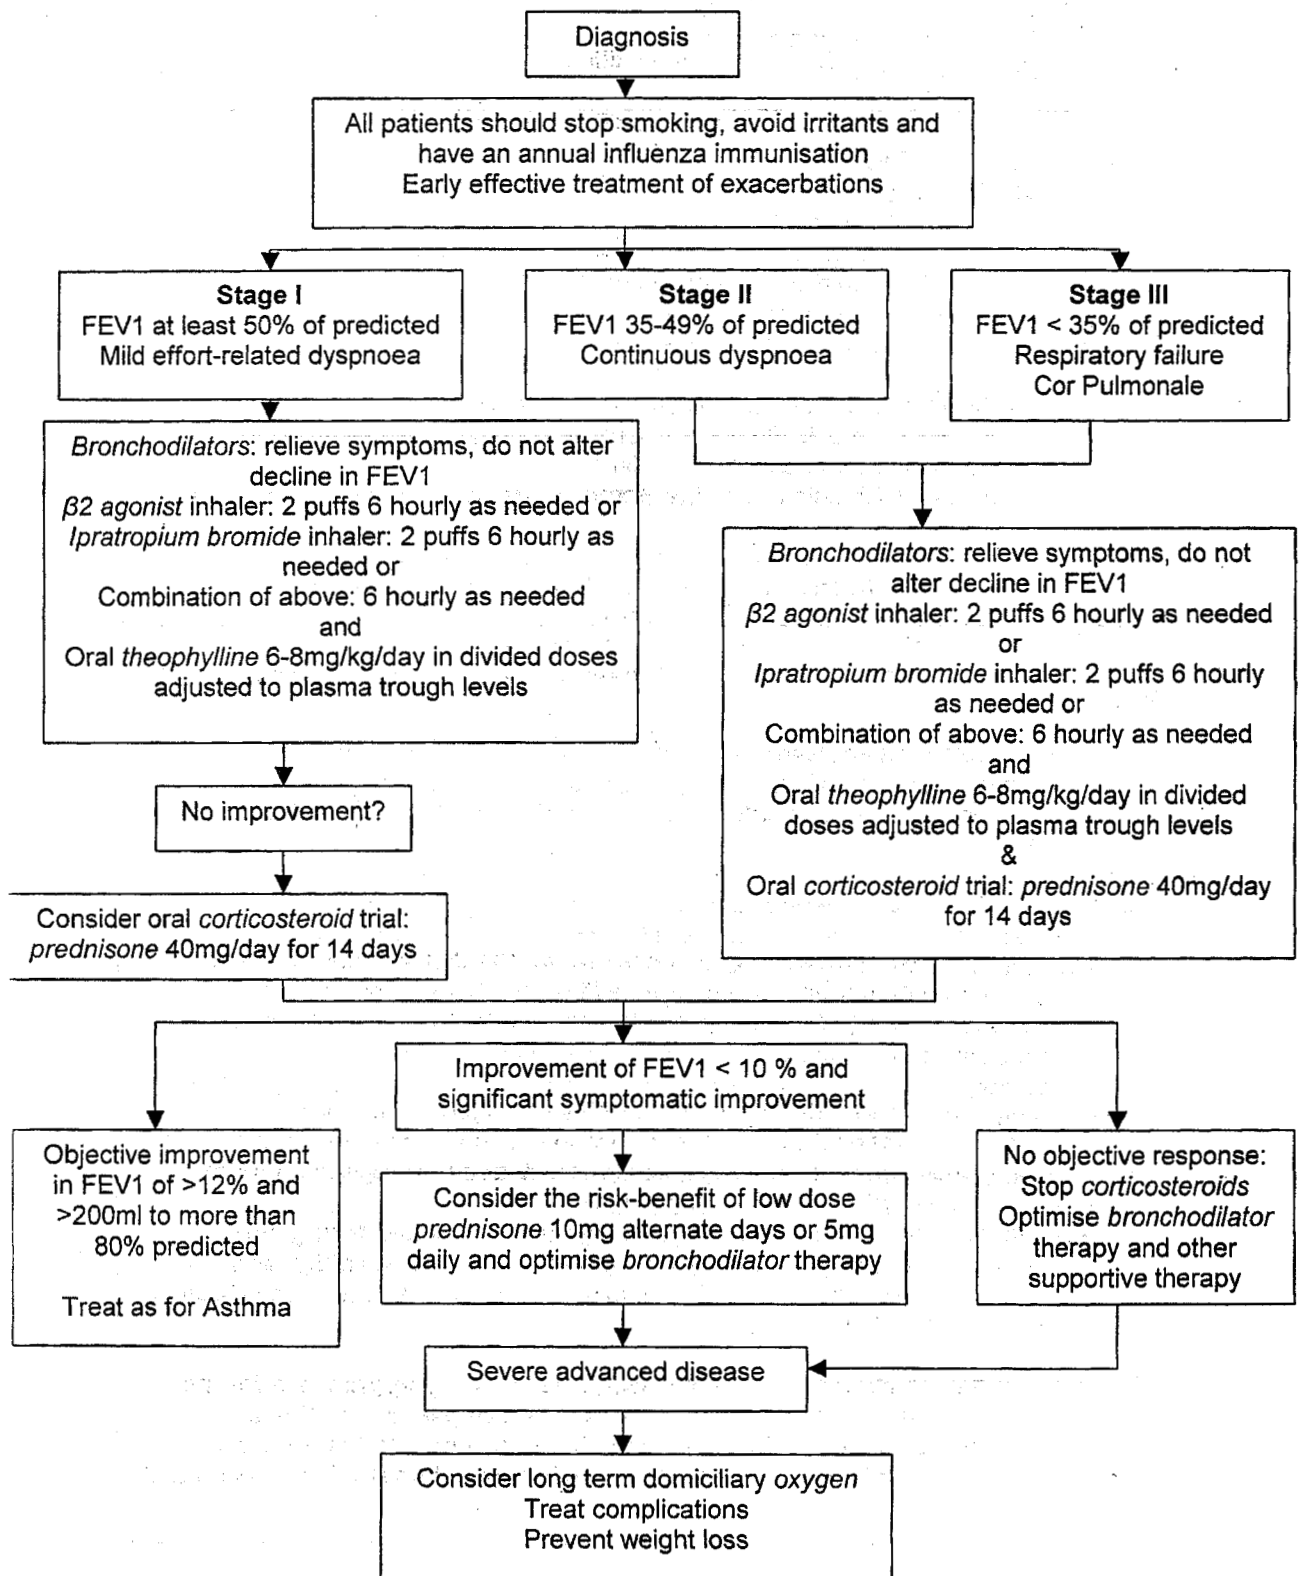 Diagnosis
All patients should stop smoking, avoid irritants and
have an annual influenza immunisation
Early effective treatment of exacerbations
Stage I
FEV1 at least 50% of predicted
Mild effort-related dyspnoea
Stage II
FEV1 35-49% of predicted
Continuous dyspnoea
Stage III
FEV1 < 35% of predicted
Respiratory failure
Cor Pulmonale
Bronchodilators: relieve symptoms, do not alter
decline in FEV1
β2 agonist inhaler: 2 puffs 6 hourly as needed or
Ipratropium bromide inhaler: 2 puffs 6 hourly as
needed or
Combination of above: 6 hourly as needed
and
Oral theophylline 6-8mg/kg/day in divided doses
adjusted to plasma trough levels
Bronchodilators: relieve symptoms, do not
alter decline in FEV1
β2 agonist inhaler: 2 puffs 6 hourly as needed
or
Ipratropium bromide inhaler: 2 puffs 6 hourly
as needed or
Combination of above: 6 hourly as needed
and
Oral theophylline 6-8mg/kg/day in divided
doses adjusted to plasma trough levels
&
Oral corticosteroid trial: prednisone 40mg/day
for 14 days
No improvement?
Consider oral corticosteroid trial:
prednisone 40mg/day for 14 days
Improvement of FEV1 < 10 % and
significant symptomatic improvement
Objective improvement
in FEV1 of >12% and
>200ml to more than
80% predicted
Treat as for Asthma
Consider the risk-benefit of low dose
prednisone 10mg alternate days or 5mg
daily and optimise bronchodilator therapy
No objective response:
Stop corticosteroids
Optimise bronchodilator
therapy and other
supportive therapy
Severe advanced disease
Consider long term domiciliary oxygen
Treat complications
Prevent weight loss